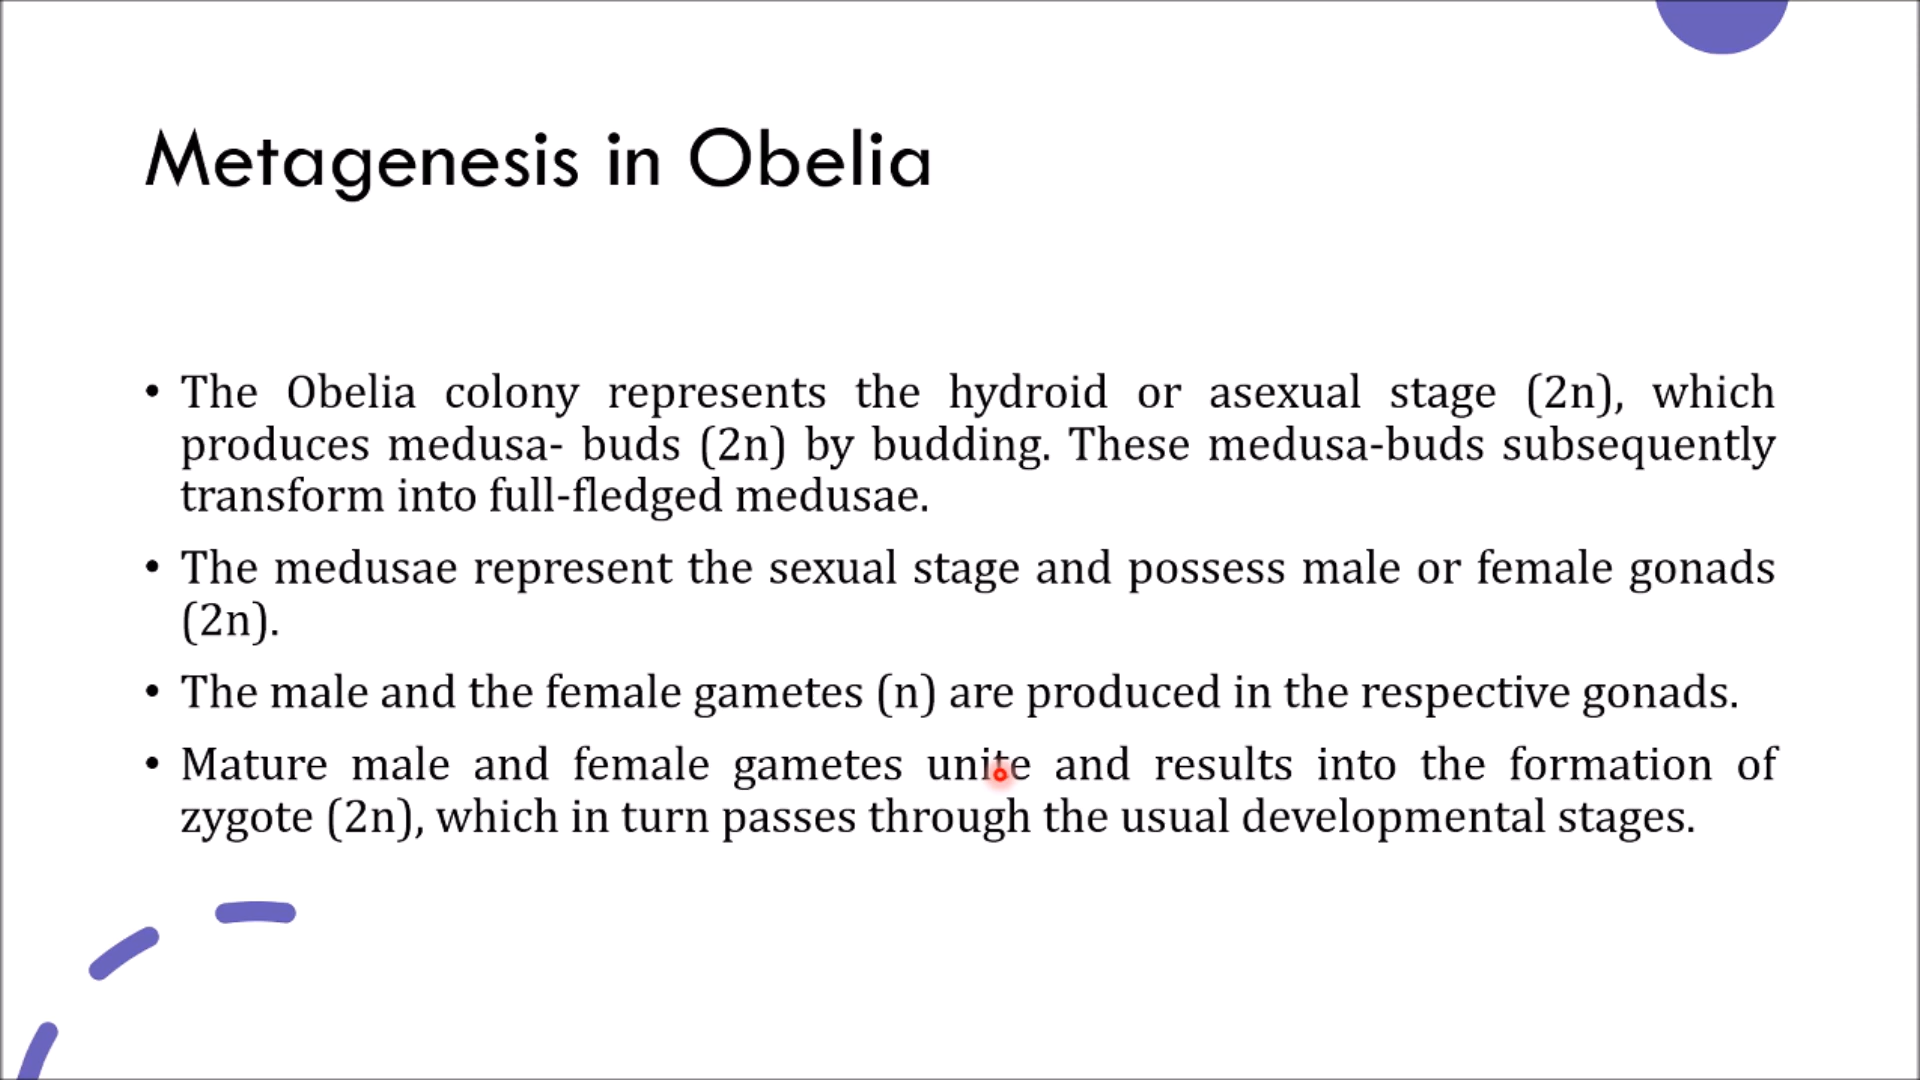 Metagenesis in Obelia
• The Obelia colony represents the hydroid or asexual stage (2n), which
produces medusa- buds (2n) by budding. These medusa-buds subsequently
transform into full-fledged medusae.
• The medusae represent the sexual stage and possess male or female gonads
(2n).
• The male and the female gametes (n) are produced in the respective gonads.
• Mature male and female gametes unite and results into the formation of
zygote (2n), which in turn passes through the usual developmental stages.